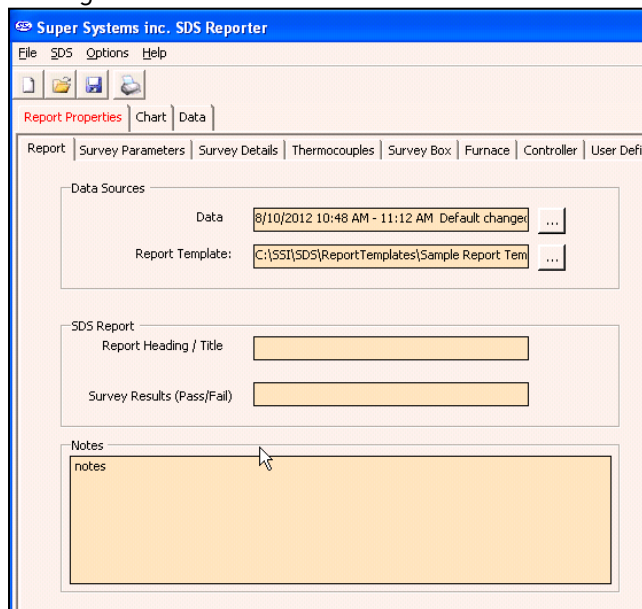 Super Systems inc. SDS Reporter
File SDS Options Help
Report Properties Chart Data
Report Survey Parameters Survey Details Thermocouples Survey Box Furnace Controller User Defi
Data Sources
Data 8/10/2012 10:48 AM - 11:12 AM Default changed ...
Report Template: C:\SSI\SDS\ReportTemplates\Sample Report Tem ...
SDS Report
Report Heading / Title
Survey Results (Pass/Fail)
Notes
notes